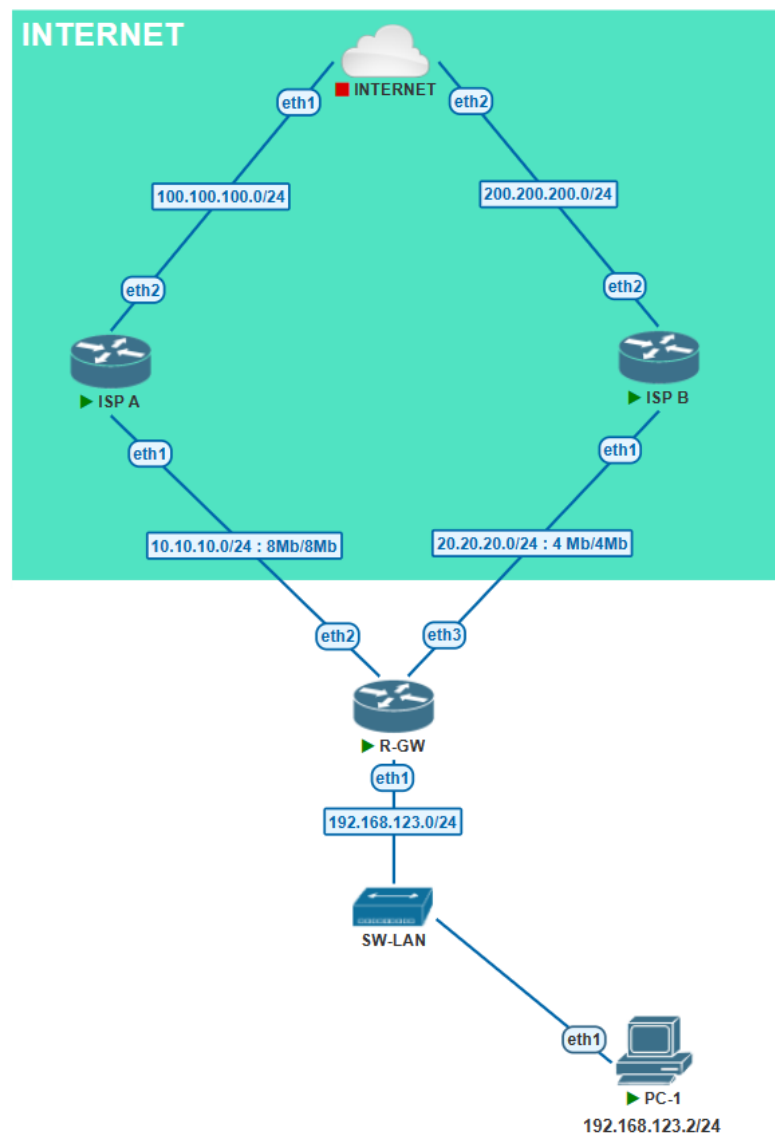 INTERNET
INTERNET
eth1
eth2
100.100.100.0/24
200.200.200.0/24
eth2
eth2
ISP A
ISP B
eth1
eth1
10.10.10.0/24 : 8Mb/8Mb
20.20.20.0/24 : 4 Mb/4Mb
eth2
eth3
R-GW
eth1
192.168.123.0/24
SW-LAN
eth1
PC-1
192.168.123.2/24